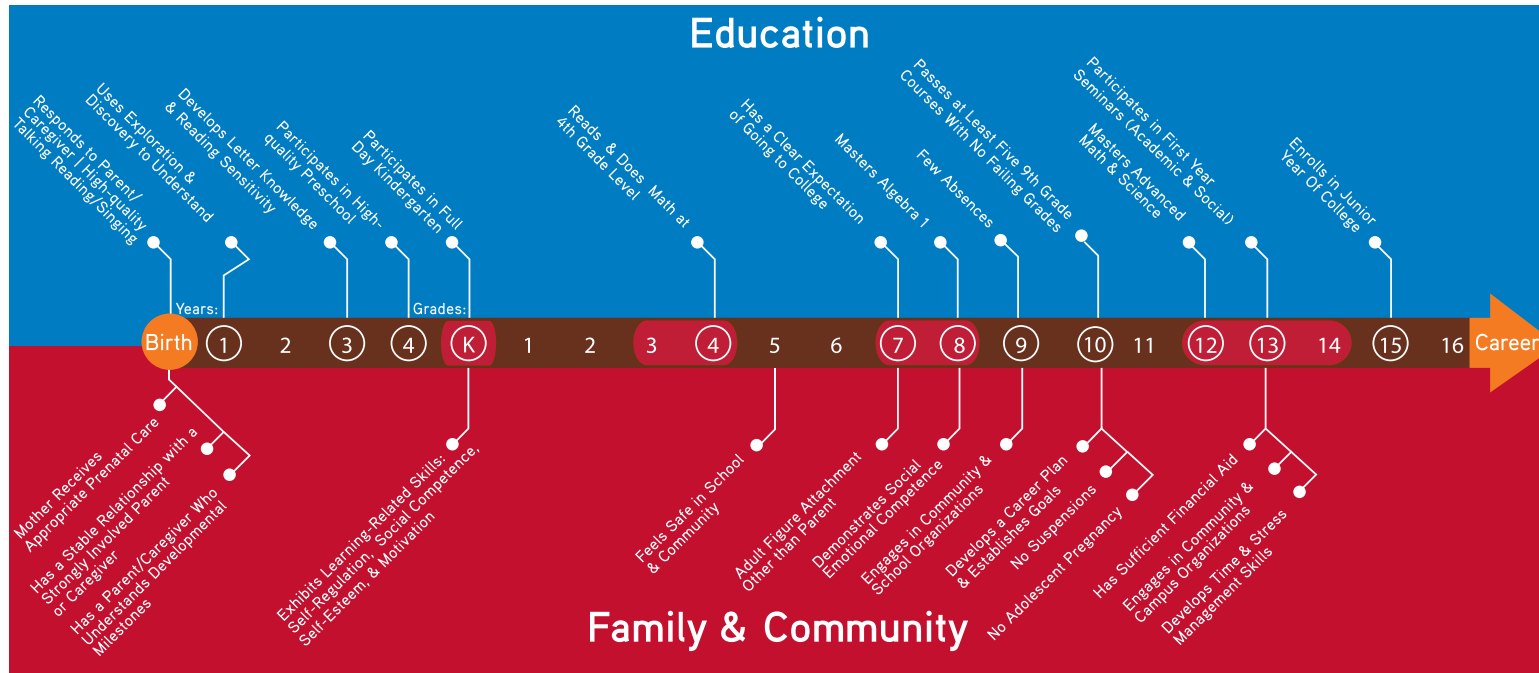 Education
Responds to Parent/
Caregiver | High-quality
Talking Reading/Singing
Uses Exploration &
Discovery to Understand
Develops Letter Knowledge
& Reading Sensitivity
Participates in High-
quality Preschool
Participates in Full
Day Kindergarten
Reads & Does Math at
4th Grade Level
Has a Clear Expectation
of Going to College
Masters Algebra 1
Few Absences
Passes at Least Five 9th Grade
Courses With No Failing Grades
Masters Advanced
Math & Science
Participates in First Year
Seminars (Academic & Social)
Enrolls in Junior
Year Of College
Years:
Grades:
Birth 1 2 3 4 K 1 2 3 4 5 6 7 8 9 10 11 12 13 14 15 16 Career
Mother Receives
Appropriate Prenatal Care
Has a Stable Relationship with a
Strongly Involved Parent
or Caregiver
Has a Parent/Caregiver Who
Understands Developmental
Milestones
Exhibits Learning-Related Skills:
Self-Regulation, Social Competence,
Self-Esteem, & Motivation
Feels Safe in School
& Community
Adult Figure Attachment
Other than Parent
Demonstrates Social
Emotional Competence
Engages in Community &
School Organizations
Develops a Career Plan
& Establishes Goals
No Suspensions
No Adolescent Pregnancy
Has Sufficient Financial Aid
Engages in Community &
Campus Organizations
Develops Time & Stress
Management Skills
Family & Community